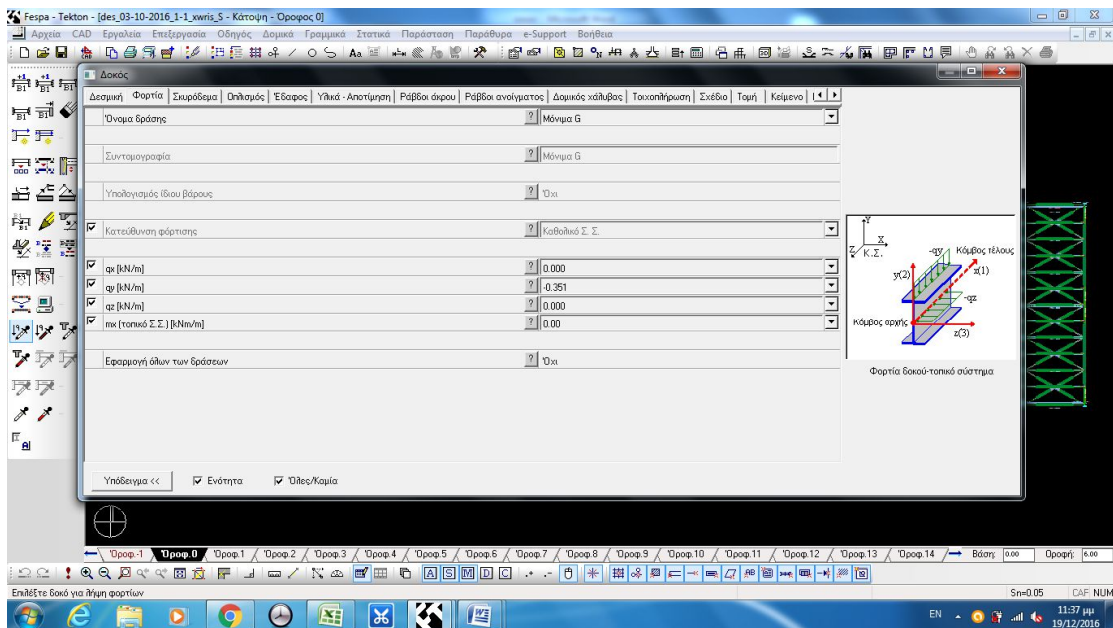 Fespa - Tekton - [des_03-10-2016_1-1_xwris_S - Κάτοψη - Όροφος 0]
Αρχεία CAD Εργαλεία Επεξεργασία Οδηγός Δομικά Γραμμικά Στατικά Παράσταση Παράθυρα e-Support Βοήθεια
Δοκός
Δεσμική Φορτία Σκυρόδεμα Οπλισμός Έδαφος Υλικά - Αποτίμηση Ράβδοι άκρου Ράβδοι ανοίγματος Δομικός χάλυβας Τοιχοπλήρωση Σχέδιο Τομή Κείμενο
Όνομα δράσης ? Μόνιμα G
Συντομογραφία ? Μόνιμα G
Υπολογισμός ίδιου βάρους ? Όχι
Κατεύθυνση φόρτισης ? Καθολικό Σ. Σ.
qx [kN/m] ? 0.000
qy [kN/m] ? -0.351
qz [kN/m] ? 0.000
mx (τοπικό Σ.Σ.) [kNm/m] ? 0.00
Εφαρμογή όλων των δράσεων ? Όχι
Y
X
Z
Κ.Σ.
-qy
Κόμβος τέλους
y(2)
x(1)
-qz
Κόμβος αρχής
z(3)
Φορτία δοκού-τοπικό σύστημα
Υπόδειγμα << Ενότητα Όλες/Καμία
Όροφ.-1 Όροφ.0 Όροφ.1 Όροφ.2 Όροφ.3 Όροφ.4 Όροφ.5 Όροφ.6 Όροφ.7 Όροφ.8 Όροφ.9 Όροφ.10 Όροφ.11 Όροφ.12 Όροφ.13 Όροφ.14 Βάση: 0.00 Οροφή: 6.00
A S M D C
Επιλέξτε δοκό για λήψη φορτίων Sn=0.05 CAF NUM
EN 11:37 μμ
19/12/2016